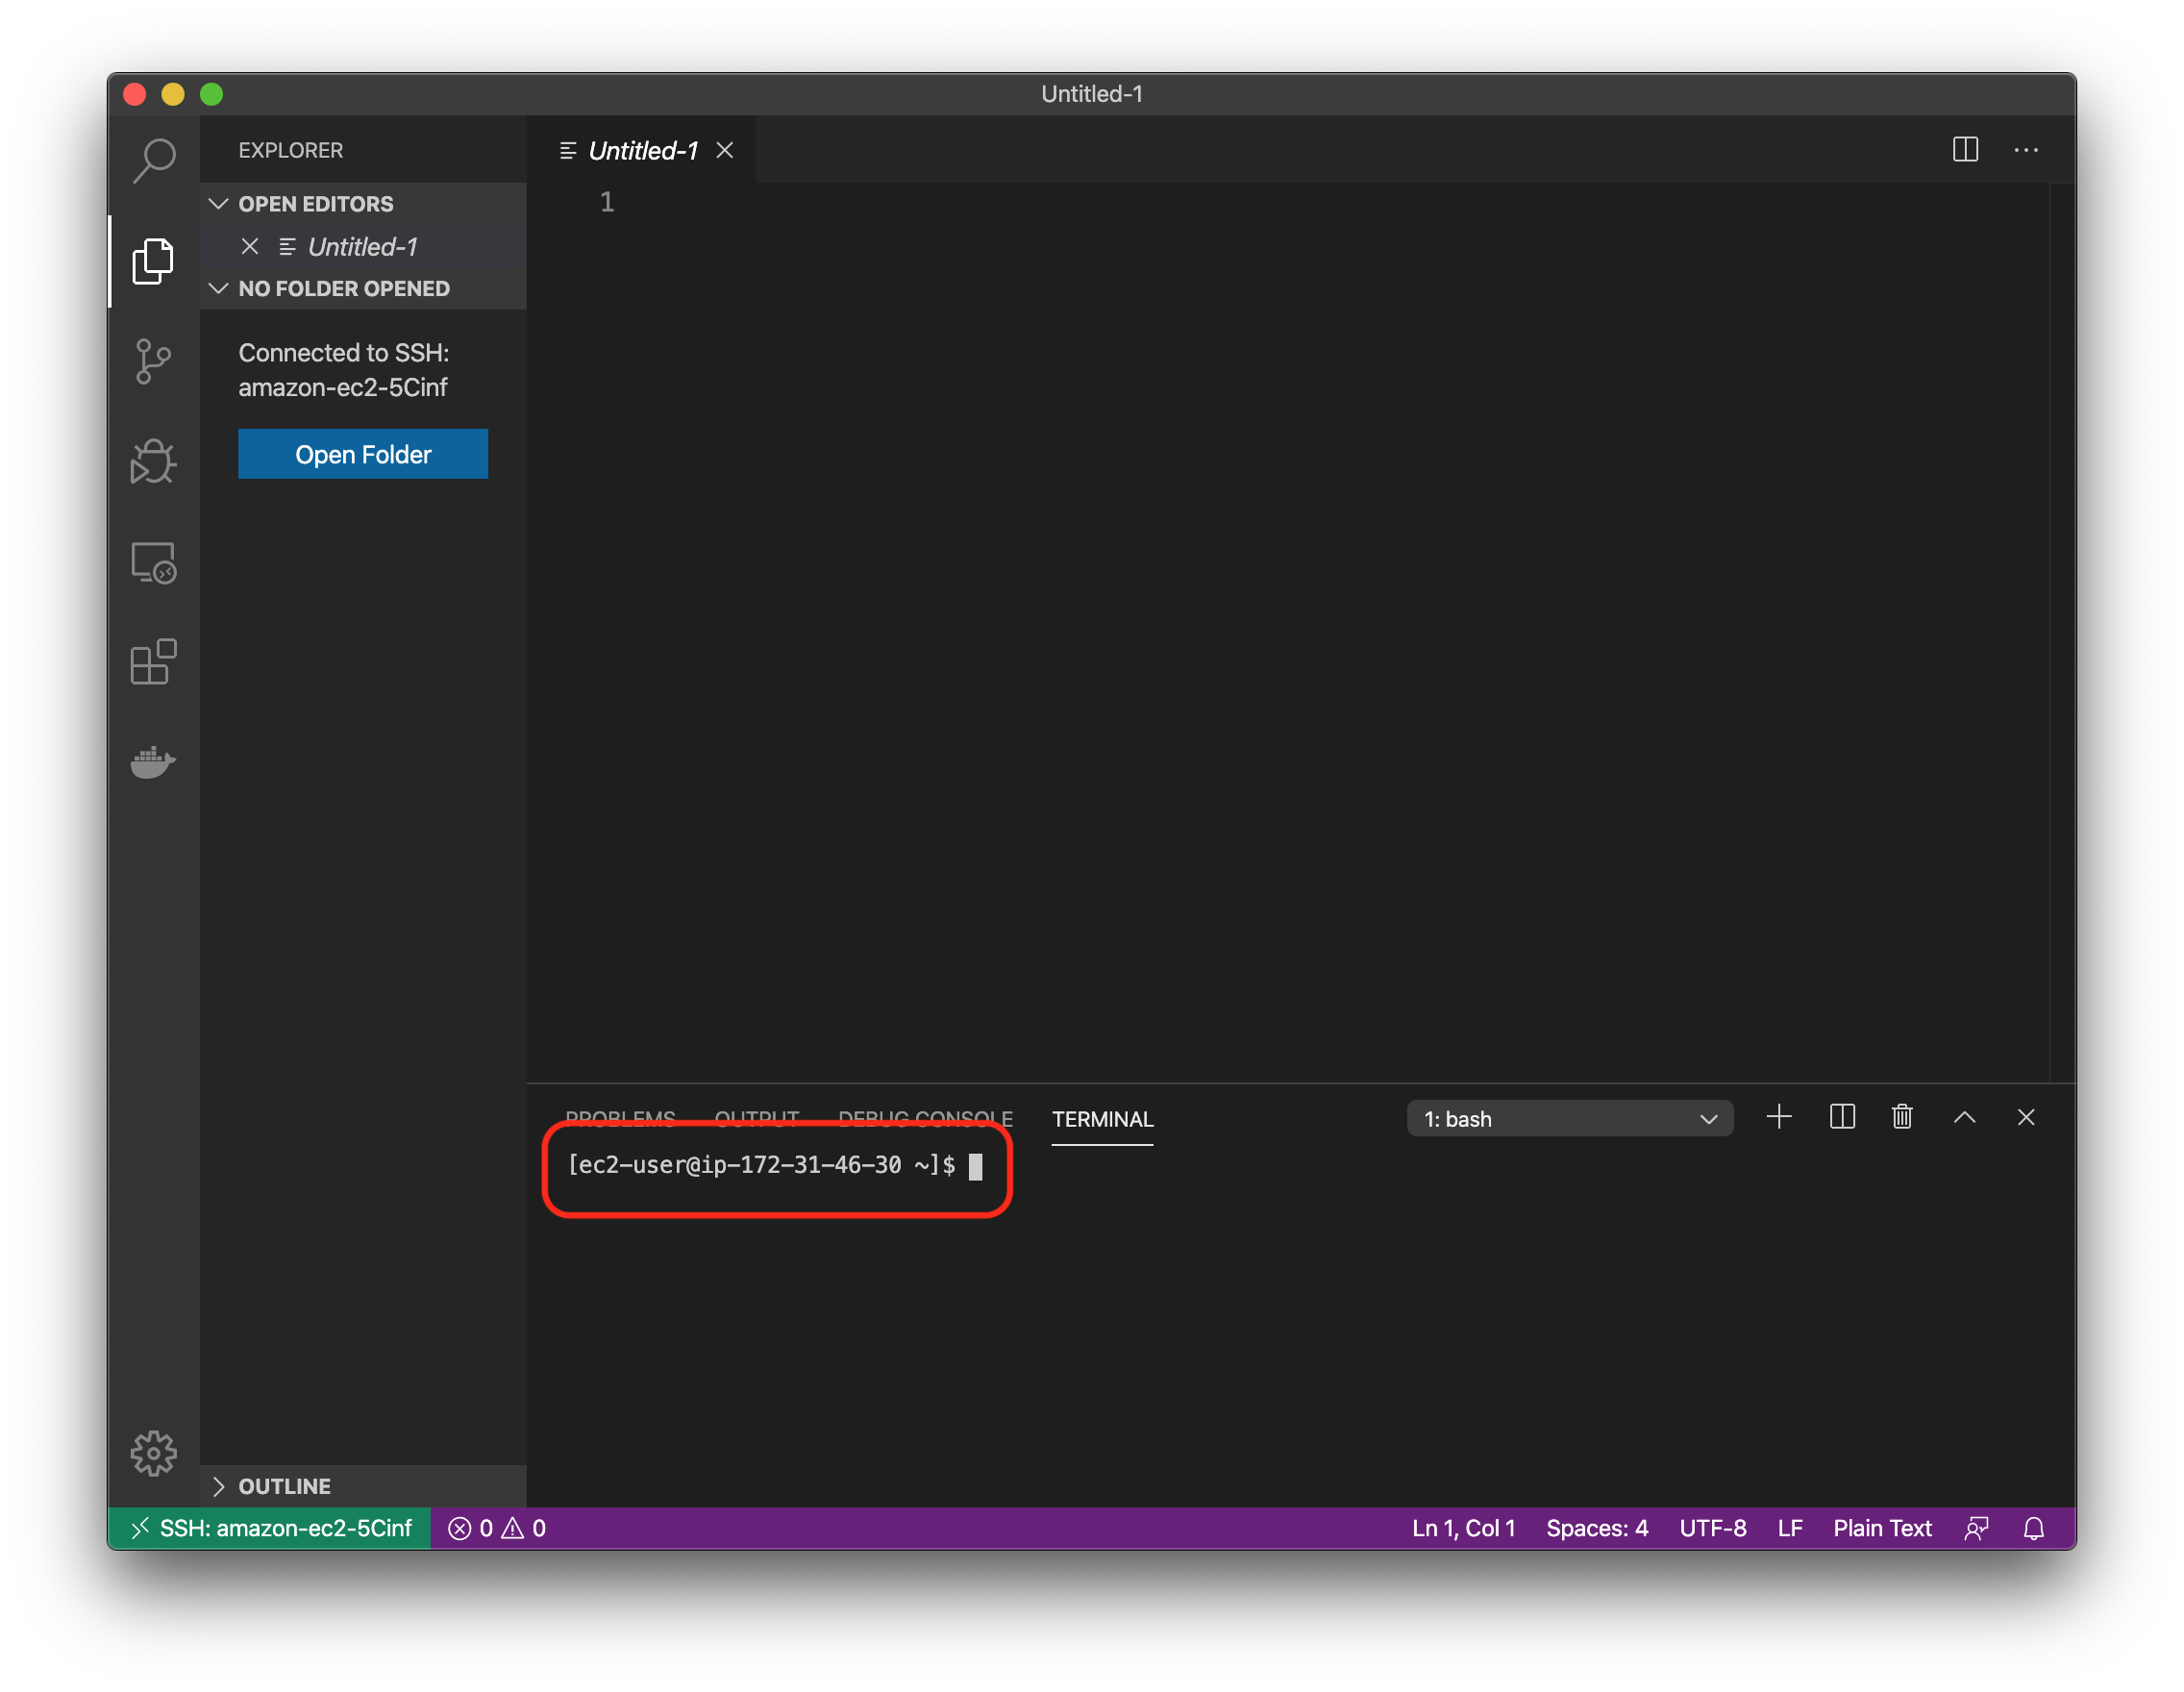 Untitled-1
EXPLORER
OPEN EDITORS
Untitled-1
NO FOLDER OPENED
Connected to SSH:
amazon-ec2-5Cinf
Open Folder
OUTLINE
Untitled-1
1
PROBLEMS OUTPUT DEBUG CONSOLE TERMINAL
1: bash
[ec2-user@ip-172-31-46-30 ~]$
SSH: amazon-ec2-5Cinf 0 0 Ln 1, Col 1 Spaces: 4 UTF-8 LF Plain Text